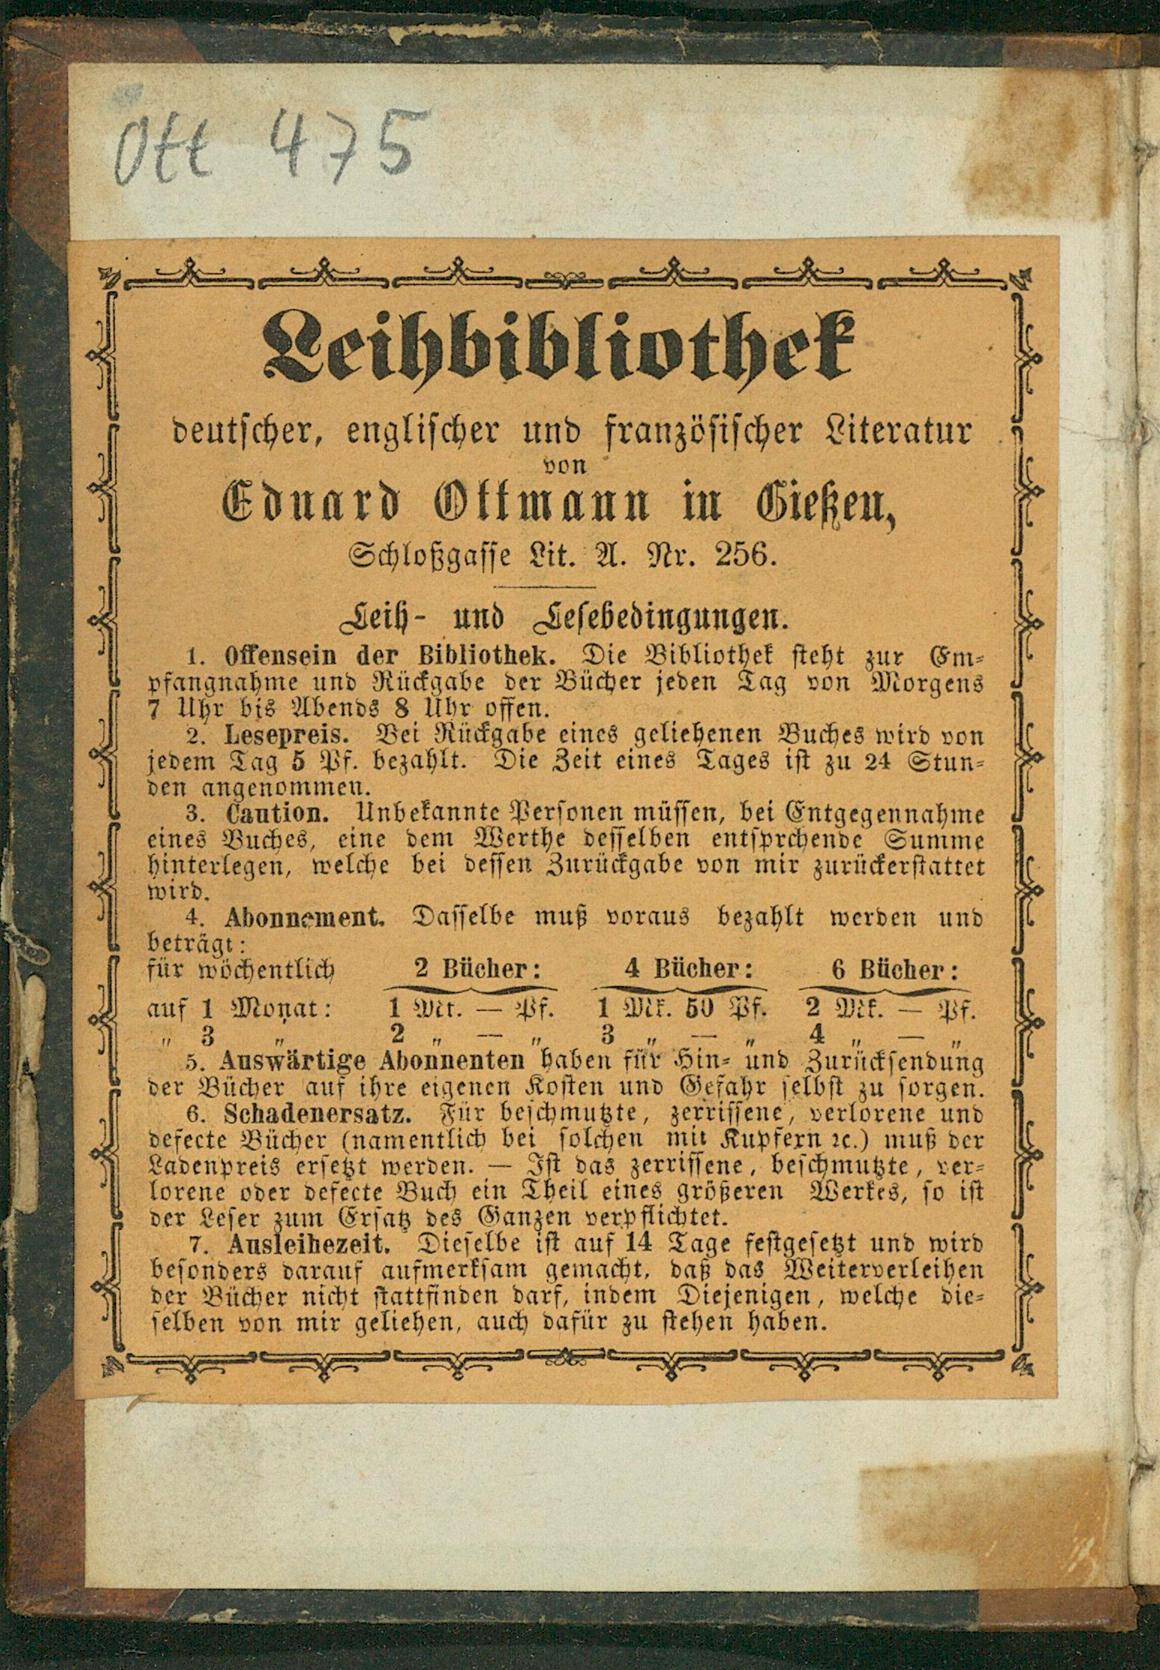 Ott 475
Leihbibliothek
deutscher, englischer und französischer Literatur
von
Eduard Ottmann in Gießen,
Schloßgasse Lit. A. Nr. 256.
Leih- und Lesebedingungen.
1. Offensein der Bibliothek. Die Bibliothek steht zur Em-
pfangnahme und Rückgabe der Bücher jeden Tag von Morgens
7 Uhr bis Abends 8 Uhr offen.
2. Lesepreis. Bei Rückgabe eines geliehenen Buches wird von
jedem Tag 5 Pf. bezahlt. Die Zeit eines Tages ist zu 24 Stun-
den angenommen.
3. Caution. Unbekannte Personen müssen, bei Entgegennahme
eines Buches, eine dem Werthe desselben entsprchende Summe
hinterlegen, welche bei dessen Zurückgabe von mir zurückerstattet
wird.
4. Abonnement. Dasselbe muß voraus bezahlt werden und
beträgt:
für wöchentlich 2 Bücher: 4 Bücher: 6 Bücher:
auf 1 Monat: 1 Mk. — Pf. 1 Mk. 50 Pf. 2 Mk. — Pf.
„ 3 „ 2 „ — „ 3 „ — „ 4 „ — „
5. Auswärtige Abonnenten haben für Hin- und Zurücksendung
der Bücher auf ihre eigenen Kosten und Gefahr selbst zu sorgen.
6. Schadenersatz. Für beschmutzte, zerrissene, verlorene und
defecte Bücher (namentlich bei solchen mit Kupfern ꝛc.) muß der
Ladenpreis ersetzt werden. — Ist das zerrissene, beschmutzte, ver-
lorene oder defecte Buch ein Theil eines größeren Werkes, so ist
der Leser zum Ersatz des Ganzen verpflichtet.
7. Ausleihezeit. Dieselbe ist auf 14 Tage festgesetzt und wird
besonders darauf aufmerksam gemacht, daß das Weiterverleihen
der Bücher nicht stattfinden darf, indem Diejenigen, welche die-
selben von mir geliehen, auch dafür zu stehen haben.